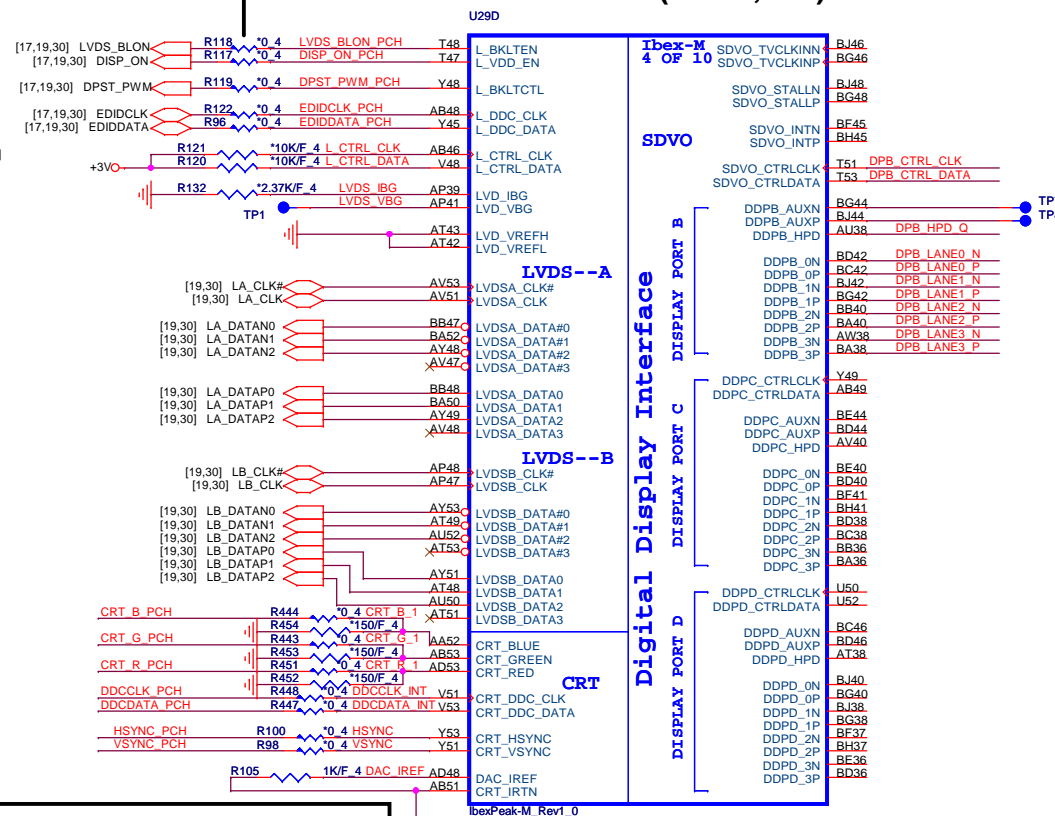 U29D
[17,19,30] LVDS_BLON R118 *0_4 LVDS_BLON_PCH T48 L_BKLTEN
[17,19,30] DISP_ON R117 *0_4 DISP_ON_PCH T47 L_VDD_EN
[17,19,30] DPST_PWM R119 *0_4 DPST_PWM_PCH Y48 L_BKLTCTL
[17,19,30] EDIDCLK R122 *0_4 EDIDCLK_PCH AB48 L_DDC_CLK
[17,19,30] EDIDDATA R96 *0_4 EDIDDATA_PCH Y45 L_DDC_DATA
R121 *10K/F_4 L_CTRL_CLK AB46 L_CTRL_CLK
+3VO R120 *10K/F_4 L_CTRL_DATA V48 L_CTRL_DATA
R132 *2.37K/F_4 LVDS_IBG AP39 LVD_IBG
TP1 LVDS_VBG AP41 LVD_VBG
AT43 LVD_VREFH
AT42 LVD_VREFL
LVDS--A
[19,30] LA_CLK# AV53 LVDSA_CLK#
[19,30] LA_CLK AV51 LVDSA_CLK
[19,30] LA_DATAN0 BB47 LVDSA_DATA#0
[19,30] LA_DATAN1 BA52 LVDSA_DATA#1
[19,30] LA_DATAN2 AY48 LVDSA_DATA#2
AV47 LVDSA_DATA#3
[19,30] LA_DATAP0 BB48 LVDSA_DATA0
[19,30] LA_DATAP1 BA50 LVDSA_DATA1
[19,30] LA_DATAP2 AY49 LVDSA_DATA2
AV48 LVDSA_DATA3
LVDS--B
[19,30] LB_CLK# AP48 LVDSB_CLK#
[19,30] LB_CLK AP47 LVDSB_CLK
[19,30] LB_DATAN0 AY53 LVDSB_DATA#0
[19,30] LB_DATAN1 AT49 LVDSB_DATA#1
[19,30] LB_DATAN2 AU52 LVDSB_DATA#2
[19,30] LB_DATAP0 AT53 LVDSB_DATA#3
[19,30] LB_DATAP1
[19,30] LB_DATAP2 AY51 LVDSB_DATA0
AT48 LVDSB_DATA1
AU50 LVDSB_DATA2
AT51 LVDSB_DATA3
CRT_B_PCH R444 *0_4 CRT_B_1
R454 *150/F_4
CRT_G_PCH R443 *0_4 CRT_G_1 AA52 CRT_BLUE
R453 *150/F_4 AB53 CRT_GREEN
CRT_R_PCH R451 *0_4 CRT_R_1 AD53 CRT_RED
R452 *150/F_4
CRT
DDCCLK_PCH R448 *0_4 DDCCLK_INT V51 CRT_DDC_CLK
DDCDATA_PCH R447 *0_4 DDCDATA_INT V53 CRT_DDC_DATA
HSYNC_PCH R100 *0_4 HSYNC Y53 CRT_HSYNC
VSYNC_PCH R98 *0_4 VSYNC Y51 CRT_VSYNC
R105 1K/F_4 DAC_IREF AD48 DAC_IREF
AB51 CRT_IRTN
IbexPeak-M_Rev1_0
Digital Display Interface
Ibex-M
4 OF 10
SDVO_TVCLKINN BJ46
SDVO_TVCLKINP BG46
SDVO_STALLN BJ48
SDVO_STALLP BG48
SDVO_INTN BF45
SDVO_INTP BH45
SDVO
SDVO_CTRLCLK T51 DPB_CTRL_CLK
SDVO_CTRLDATA T53 DPB_CTRL_DATA
DISPLAY PORT B
DDPB_AUXN BG44 TP
DDPB_AUXP BJ44 TP
DDPB_HPD AU38 DPB_HPD_Q
DDPB_0N BD42 DPB_LANE0_N
DDPB_0P BC42 DPB_LANE0_P
DDPB_1N BJ42 DPB_LANE1_N
DDPB_1P BG42 DPB_LANE1_P
DDPB_2N BB40 DPB_LANE2_N
DDPB_2P BA40 DPB_LANE2_P
DDPB_3N AW38 DPB_LANE3_N
DDPB_3P BA38 DPB_LANE3_P
DISPLAY PORT C
DDPC_CTRLCLK Y49
DDPC_CTRLDATA AB49
DDPC_AUXN BE44
DDPC_AUXP BD44
DDPC_HPD AV40
DDPC_0N BE40
DDPC_0P BD40
DDPC_1N BF41
DDPC_1P BH41
DDPC_2N BD38
DDPC_2P BC38
DDPC_3N BB36
DDPC_3P BA36
DISPLAY PORT D
DDPD_CTRLCLK U50
DDPD_CTRLDATA U52
DDPD_AUXN BC46
DDPD_AUXP BD46
DDPD_HPD AT38
DDPD_0N BJ40
DDPD_0P BG40
DDPD_1N BJ38
DDPD_1P BG38
DDPD_2N BF37
DDPD_2P BH37
DDPD_3N BE36
DDPD_3P BD36